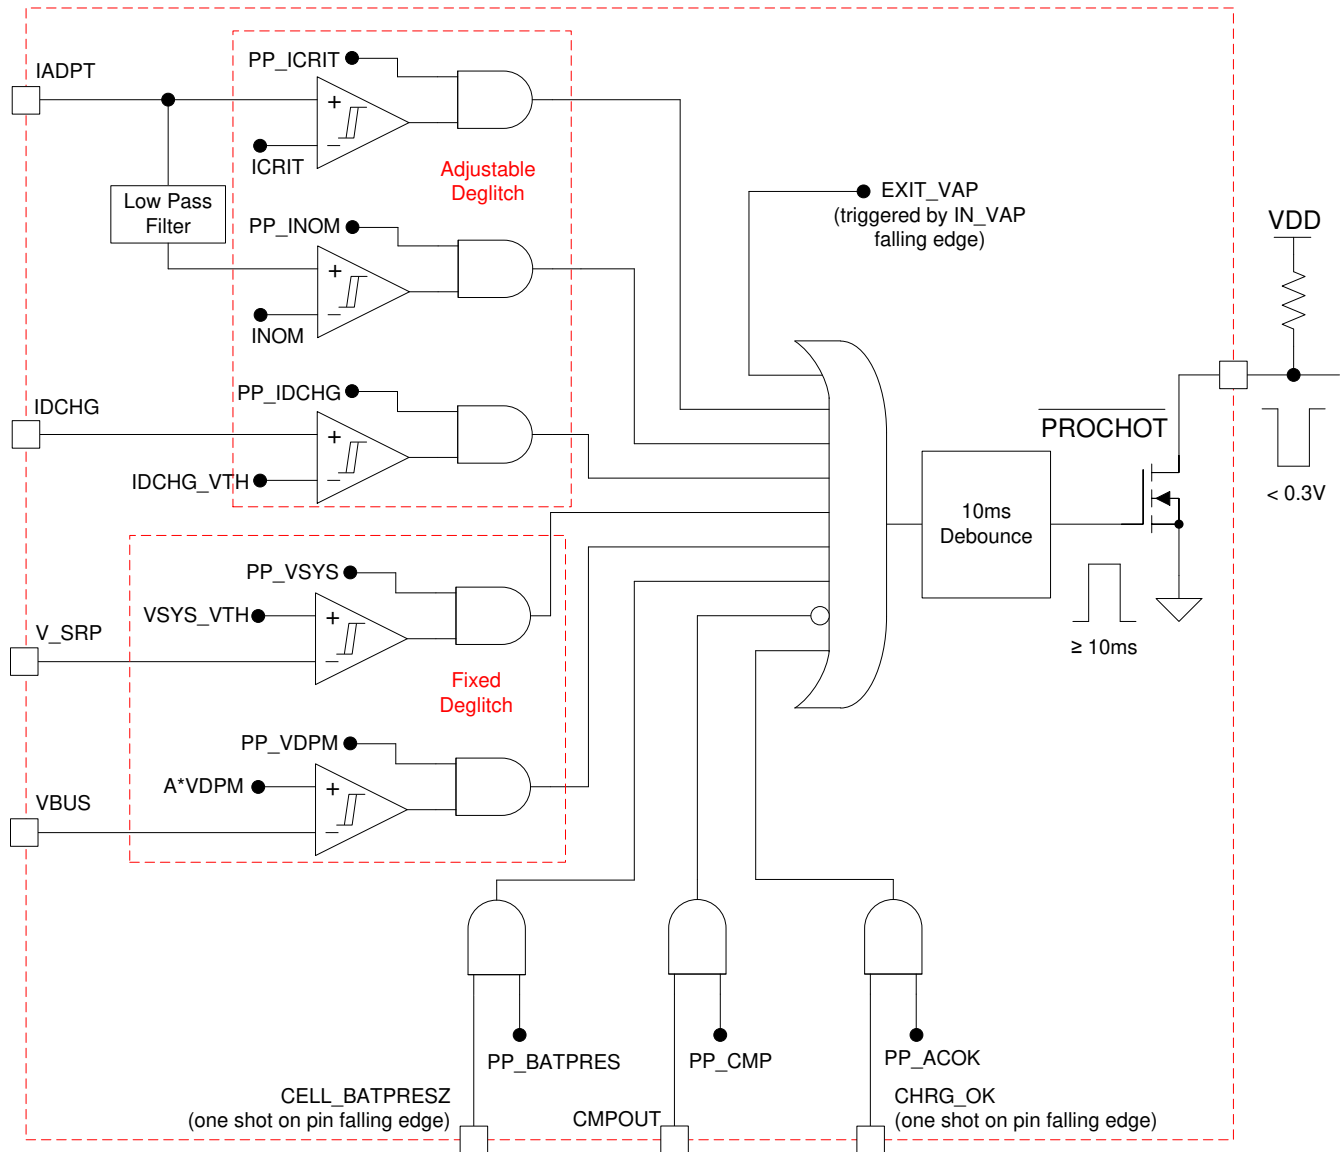 IADPT
PP_ICRIT
+
−
ICRIT
Adjustable
Deglitch
Low Pass
Filter
PP_INOM
+
−
INOM
EXIT_VAP
(triggered by IN_VAP
falling edge)
VDD
IDCHG
PP_IDCHG
+
−
IDCHG_VTH
PROCHOT
< 0.3V
10ms
Debounce
≥ 10ms
PP_VSYS
VSYS_VTH
+
−
V_SRP
Fixed
Deglitch
PP_VDPM
A*VDPM
+
−
VBUS
PP_BATPRES
PP_CMP
PP_ACOK
CELL_BATPRESZ
(one shot on pin falling edge)
CMPOUT
CHRG_OK
(one shot on pin falling edge)